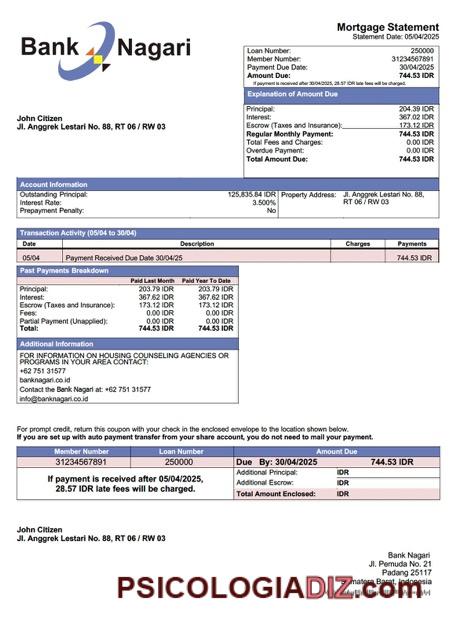 Bank Nagari
Mortgage Statement
Statement Date: 05/04/2025
Loan Number: 250000
Member Number: 31234567891
Payment Due Date: 30/04/2025
Amount Due: 744.53 IDR
If payment is received after 30/04/2025, 28.57 IDR late fees will be charged.
Explanation of Amount Due
Principal: 204.39 IDR
Interest: 367.02 IDR
Escrow (Taxes and Insurance): 173.12 IDR
Regular Monthly Payment: 744.53 IDR
Total Fees and Charges: 0.00 IDR
Overdue Payment: 0.00 IDR
Total Amount Due: 744.53 IDR
John Citizen
Jl. Anggrek Lestari No. 88, RT 06 / RW 03
Account Information
Outstanding Principal: 125,835.84 IDR
Interest Rate: 3.500%
Prepayment Penalty: No
Property Address: Jl. Anggrek Lestari No. 88,
RT 06 / RW 03
Transaction Activity (05/04 to 30/04)
Date Description Charges Payments
05/04 Payment Received Due Date 30/04/25 744.53 IDR
Past Payments Breakdown
Paid Last Month Paid Year To Date
Principal: 203.79 IDR 203.79 IDR
Interest: 367.62 IDR 367.62 IDR
Escrow (Taxes and Insurance): 173.12 IDR 173.12 IDR
Fees: 0.00 IDR 0.00 IDR
Partial Payment (Unapplied): 0.00 IDR 0.00 IDR
Total: 744.53 IDR 744.53 IDR
Additional Information
FOR INFORMATION ON HOUSING COUNSELING AGENCIES OR
PROGRAMS IN YOUR AREA CONTACT:
+62 751 31577
banknagari.co.id
Contact the Bank Nagari at: +62 751 31577
info@banknagari.co.id
For prompt credit, return this coupon with your check in the enclosed envelope to the location shown below.
If you are set up with auto payment transfer from your share account, you do not need to mail your payment.
Member Number Loan Number Amount Due
31234567891 250000 Due By: 30/04/2025 744.53 IDR
If payment is received after 05/04/2025,
28.57 IDR late fees will be charged.
Additional Principal: IDR
Additional Escrow: IDR
Total Amount Enclosed: IDR
John Citizen
Jl. Anggrek Lestari No. 88, RT 06 / RW 03
Bank Nagari
Jl. Pemuda No. 21
Padang 25117
Sumatera Barat, Indonesia
PSICOLOGIADIZ.com